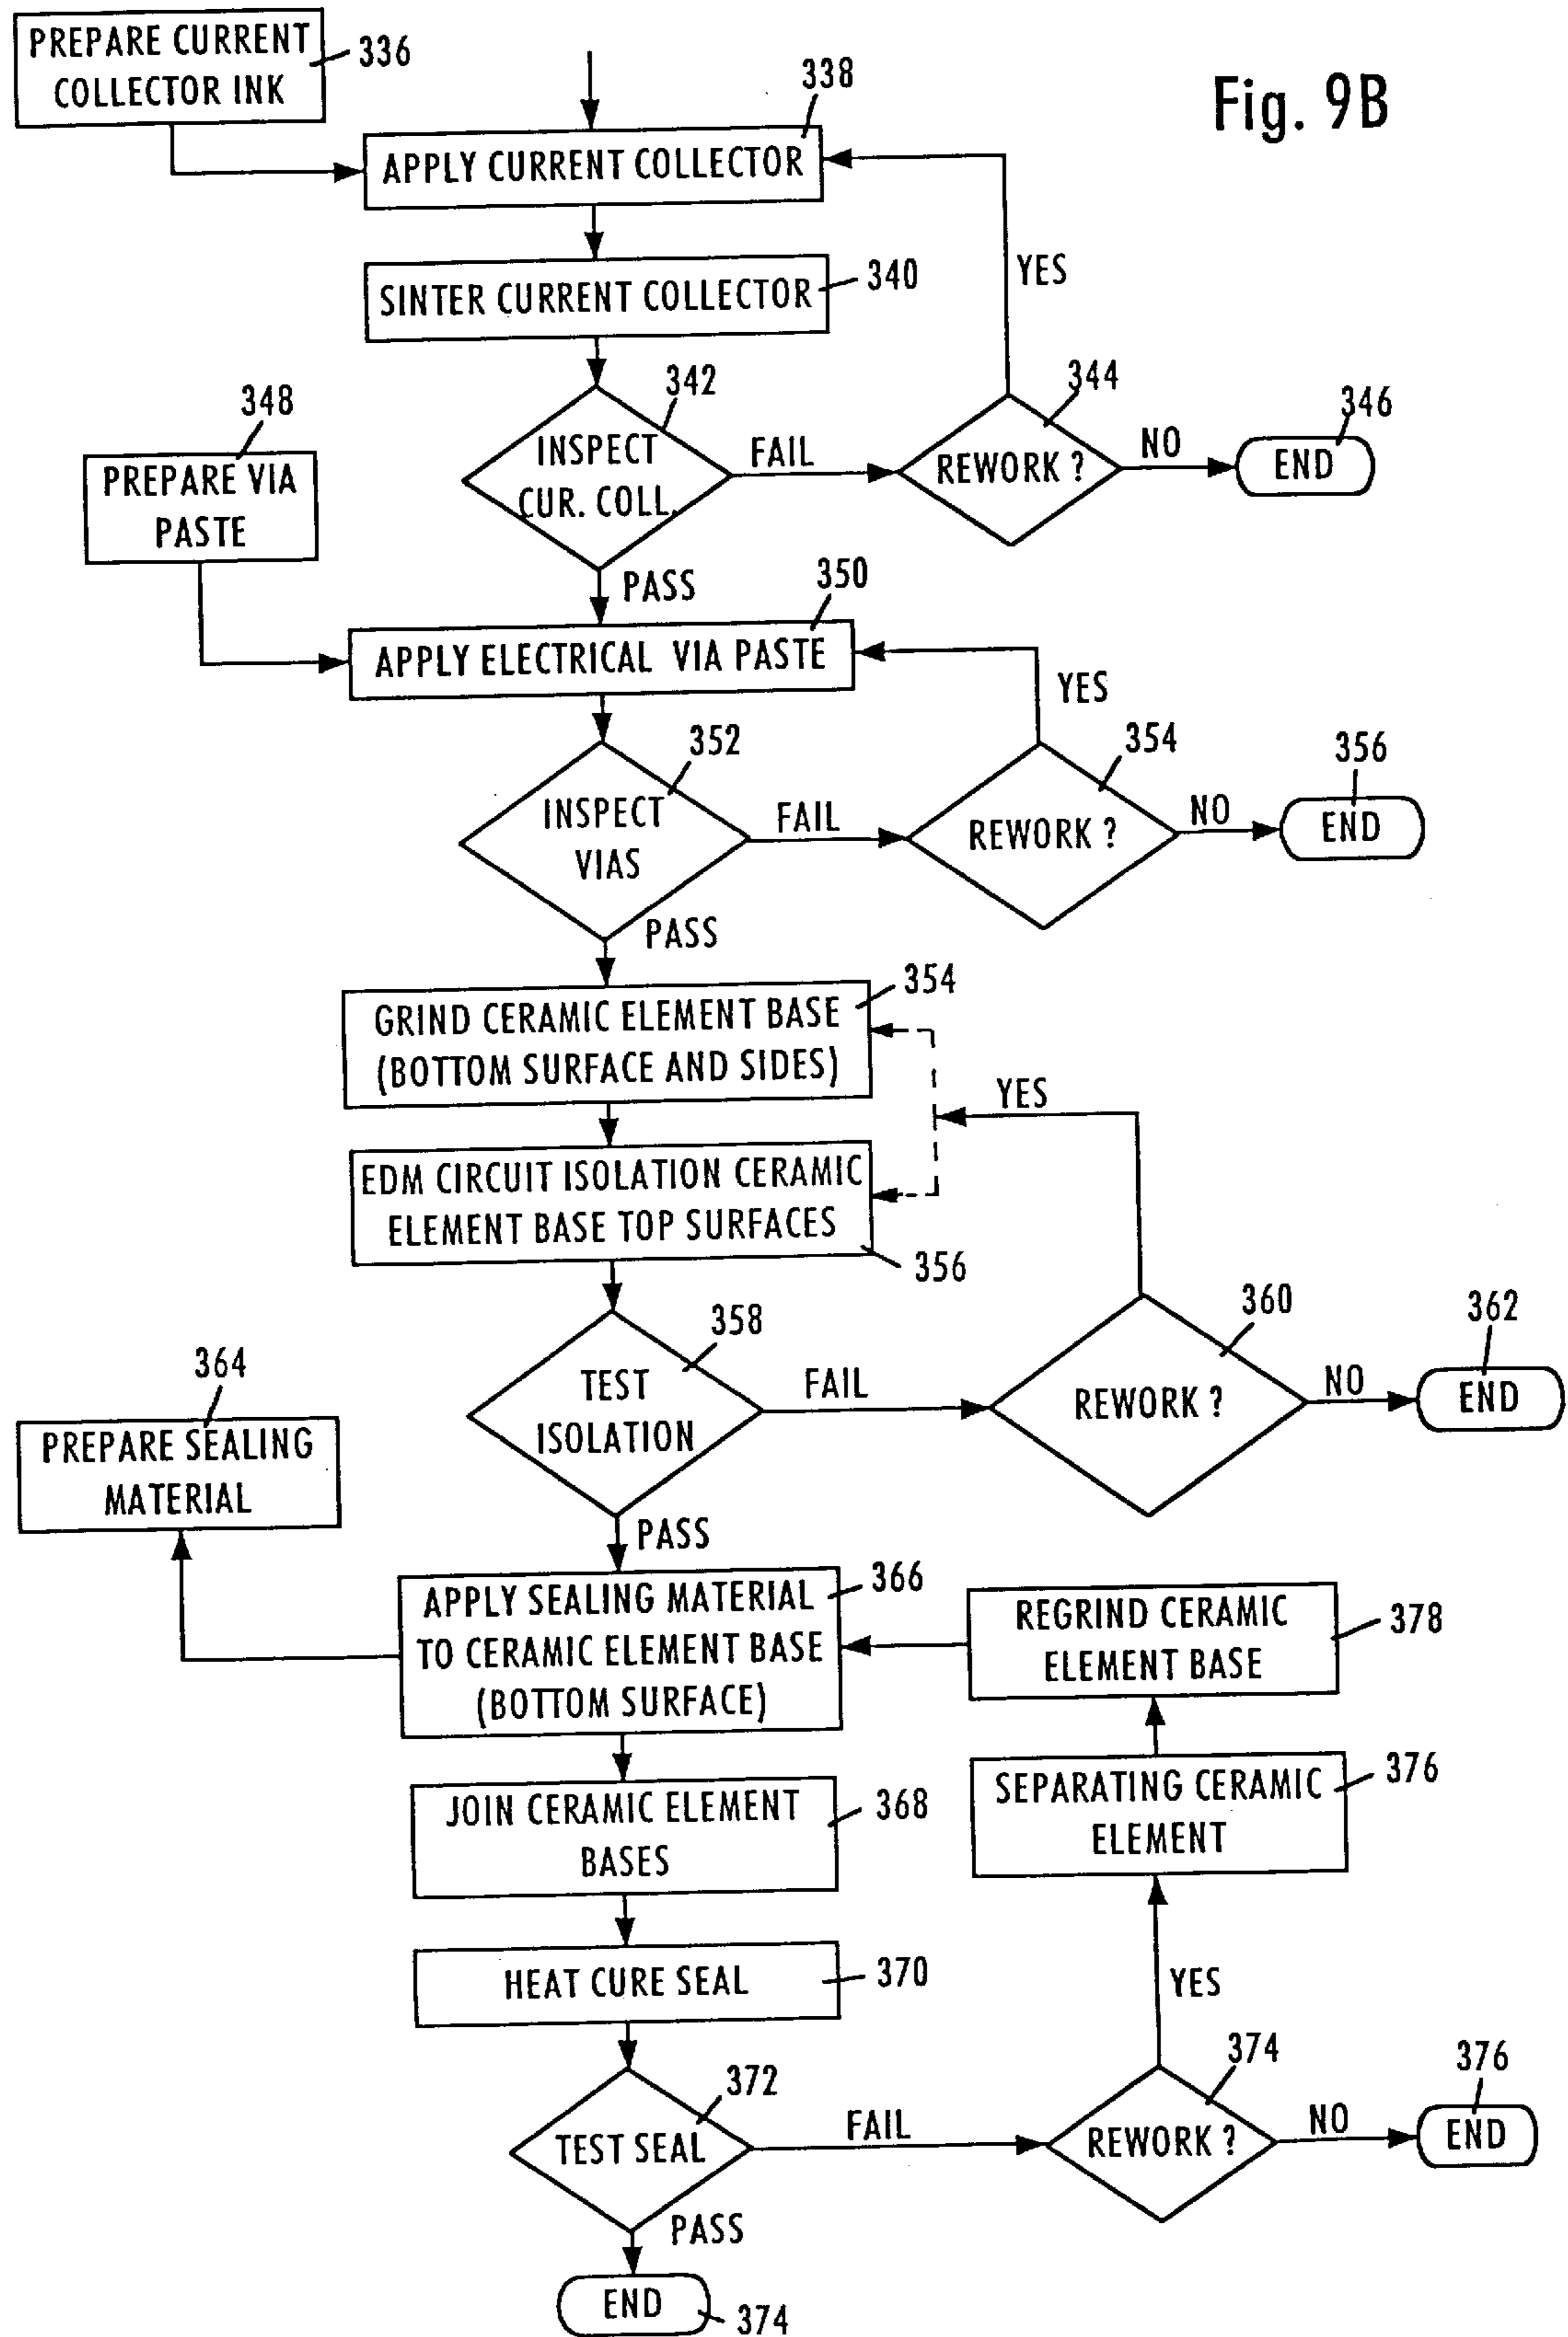 PREPARE CURRENT
COLLECTOR INK
336
338
Fig. 9B
APPLY CURRENT COLLECTOR
SINTER CURRENT COLLECTOR
340
YES
342
INSPECT
CUR. COLL.
FAIL
344
REWORK ?
NO
346
END
348
PREPARE VIA
PASTE
PASS
350
APPLY ELECTRICAL VIA PASTE
YES
352
INSPECT
VIAS
FAIL
354
REWORK ?
NO
356
END
PASS
354
GRIND CERAMIC ELEMENT BASE
(BOTTOM SURFACE AND SIDES)
YES
EDM CIRCUIT ISOLATION CERAMIC
ELEMENT BASE TOP SURFACES
356
358
TEST
ISOLATION
FAIL
360
REWORK ?
NO
362
END
364
PREPARE SEALING
MATERIAL
PASS
APPLY SEALING MATERIAL
TO CERAMIC ELEMENT BASE
(BOTTOM SURFACE)
366
REGRIND CERAMIC
ELEMENT BASE
378
JOIN CERAMIC ELEMENT
BASES
368
SEPARATING CERAMIC
ELEMENT
376
HEAT CURE SEAL
370
YES
372
TEST SEAL
FAIL
374
REWORK ?
NO
376
END
PASS
END
374